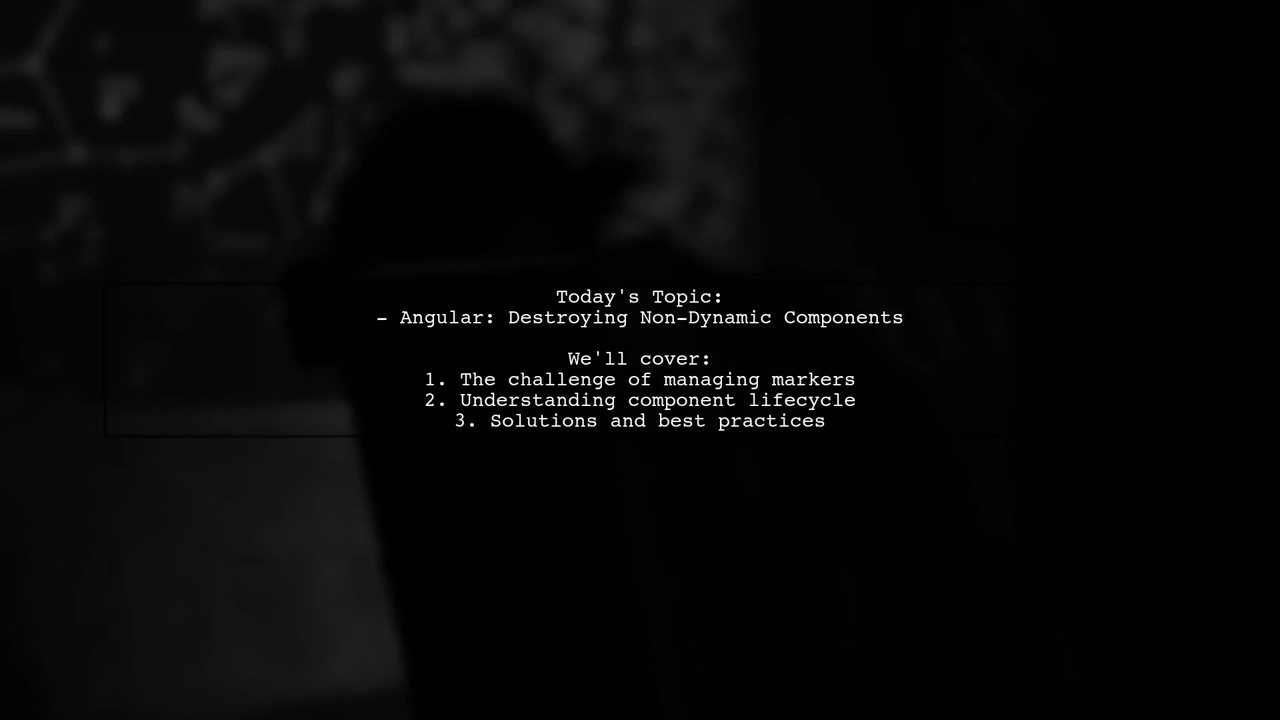 Today's Topic:
- Angular: Destroying Non-Dynamic Components
We'll cover:
1. The challenge of managing markers
2. Understanding component lifecycle
3. Solutions and best practices